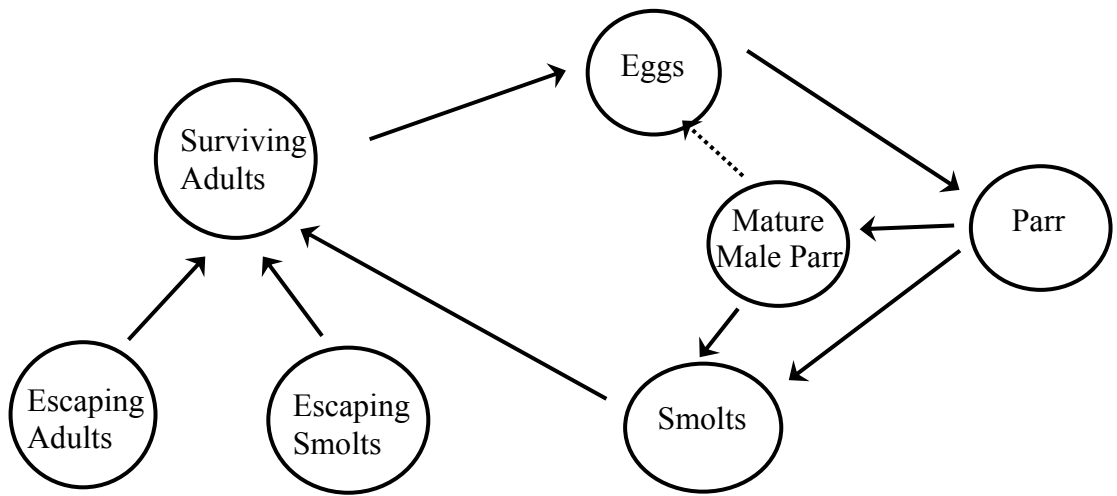 Eggs
Surviving
Adults
Mature
Male Parr
Parr
Escaping
Adults
Escaping
Smolts
Smolts